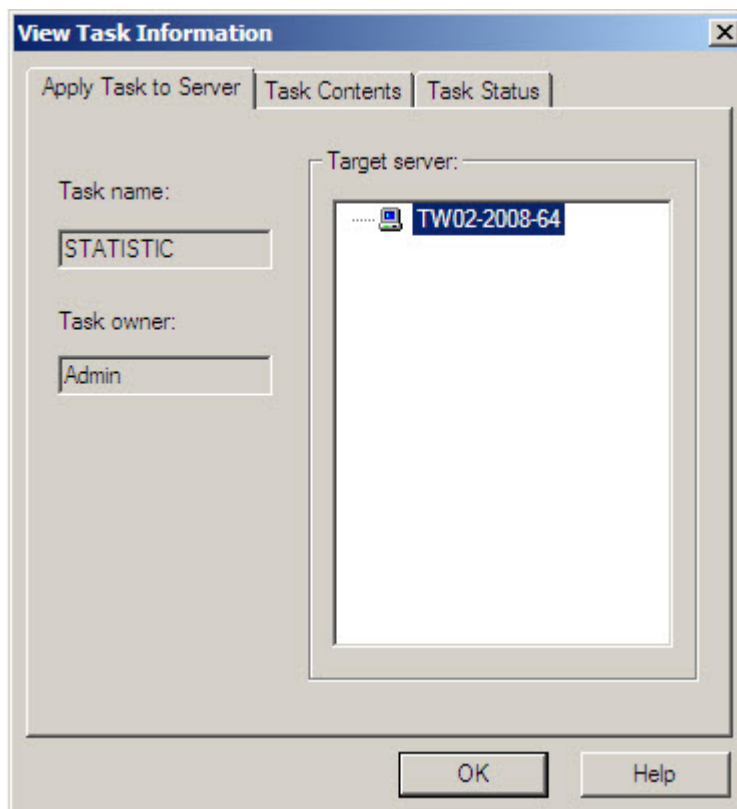 View Task Information
Apply Task to Server
Task Contents
Task Status
Task name:
STATISTIC
Task owner:
Admin
Target server:
TW02-2008-64
OK
Help